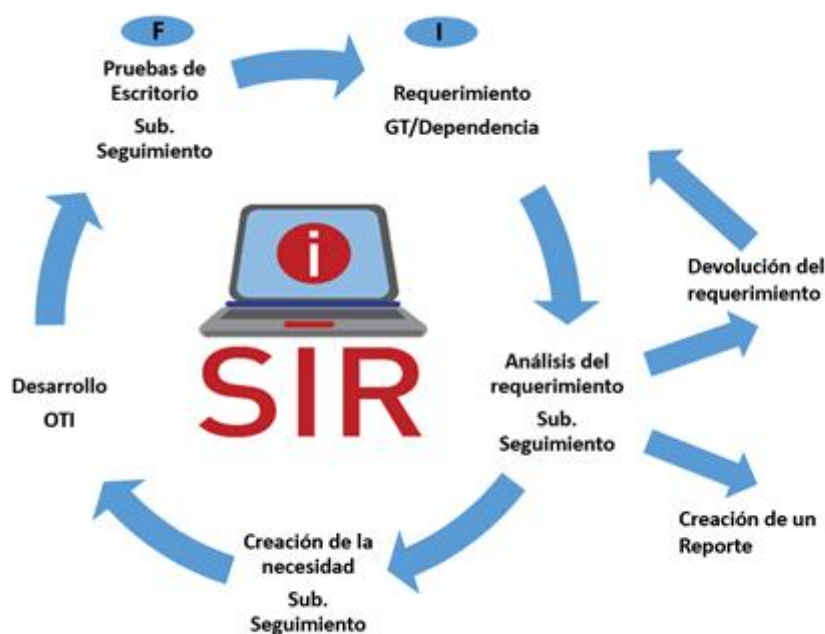 F
Pruebas de
Escritorio
Sub.
Seguimiento
I
Requerimiento
GT/Dependencia
Devolución del
requerimiento
Análisis del
requerimiento
Sub.
Seguimiento
Creación de un
Reporte
Creación de la
necesidad
Sub.
Seguimiento
Desarrollo
OTI
i
SIR